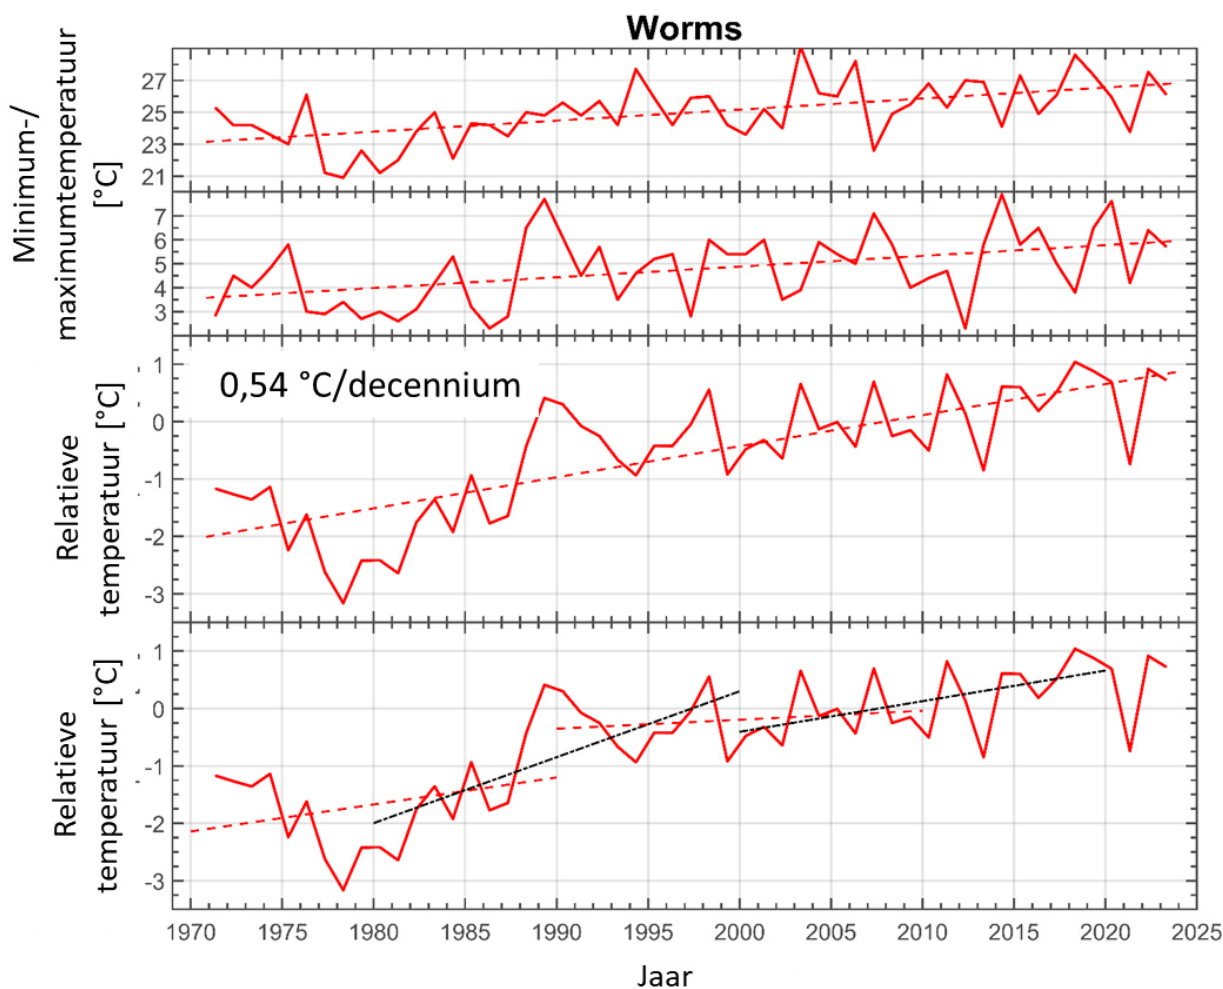 Worms
Minimum-/
maximumtemperatuur
[°C]
27
25
23
21
7
6
5
4
3
Relatieve
temperatuur [°C]
0,54 °C/decennium
1
0
-1
-2
-3
Relatieve
temperatuur [°C]
1
0
-1
-2
-3
1970 1975 1980 1985 1990 1995 2000 2005 2010 2015 2020 2025
Jaar